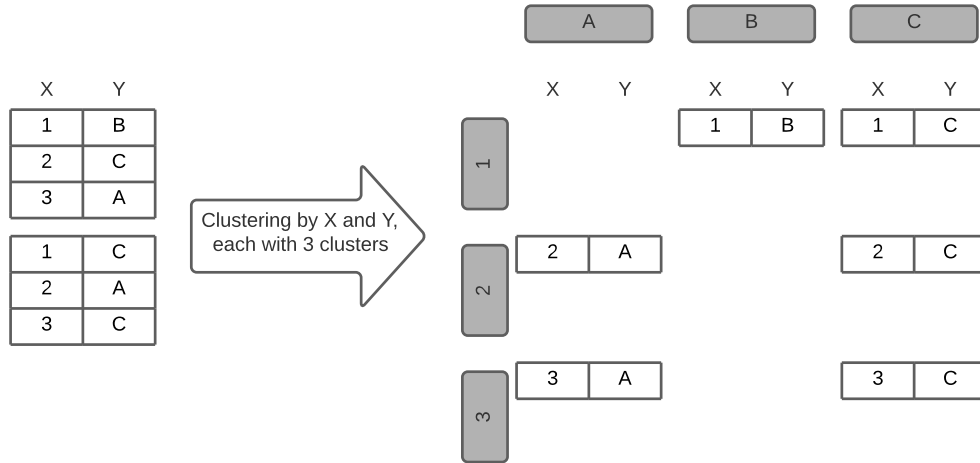 A B C
X Y
X Y X Y X Y
1 B
2 C
3 A
1 B 1 C
1
Clustering by X and Y,
each with 3 clusters
1 C
2 A
3 C
2 A 2 C
2
3 A 3 C
3